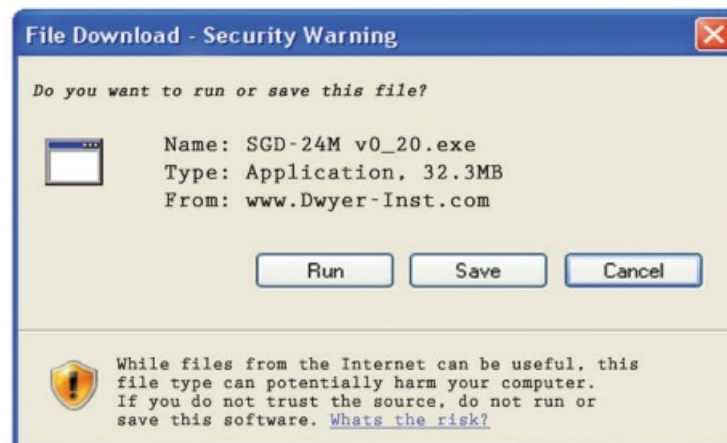 File Download - Security Warning
Do you want to run or save this file?
Name: SGD-24M v0_20.exe
Type: Application, 32.3MB
From: www.Dwyer-Inst.com
Run Save Cancel
While files from the Internet can be useful, this
file type can potentially harm your computer.
If you do not trust the source, do not run or
save this software. Whats the risk?